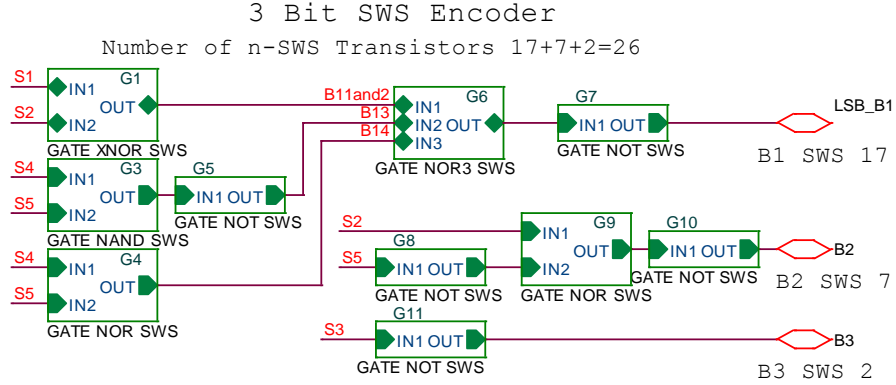 3 Bit SWS Encoder
Number of n-SWS Transistors 17+7+2=26
S1 G1
IN1
OUT
S2 IN2
GATE XNOR SWS
B11and2 G6
IN1
B13 IN2 OUT
B14 IN3
GATE NOR3 SWS
G7
IN1 OUT
GATE NOT SWS
LSB_B1
B1 SWS 17
S4 G3
IN1
OUT
S5 IN2
GATE NAND SWS
G5
IN1 OUT
GATE NOT SWS
S4 G4
IN1
OUT
S5 IN2
GATE NOR SWS
S2 G9
IN1
OUT
IN2
GATE NOR SWS
G8
S5 IN1 OUT
GATE NOT SWS
G10
IN1 OUT
GATE NOT SWS
B2
B2 SWS 7
G11
S3 IN1 OUT
GATE NOT SWS
B3
B3 SWS 2